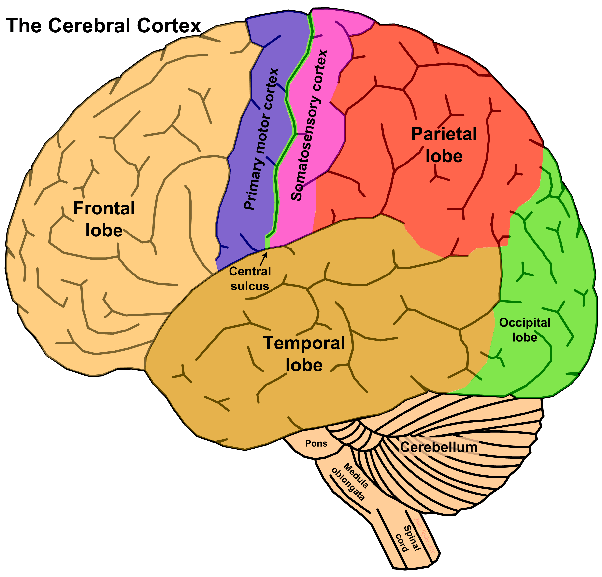 The Cerebral Cortex
Primary motor cortex
Somatosensory cortex
Parietal
lobe
Frontal
lobe
Central
sulcus
Occipital
lobe
Temporal
lobe
Pons
Cerebellum
Medula
oblongata
Spinal
cord